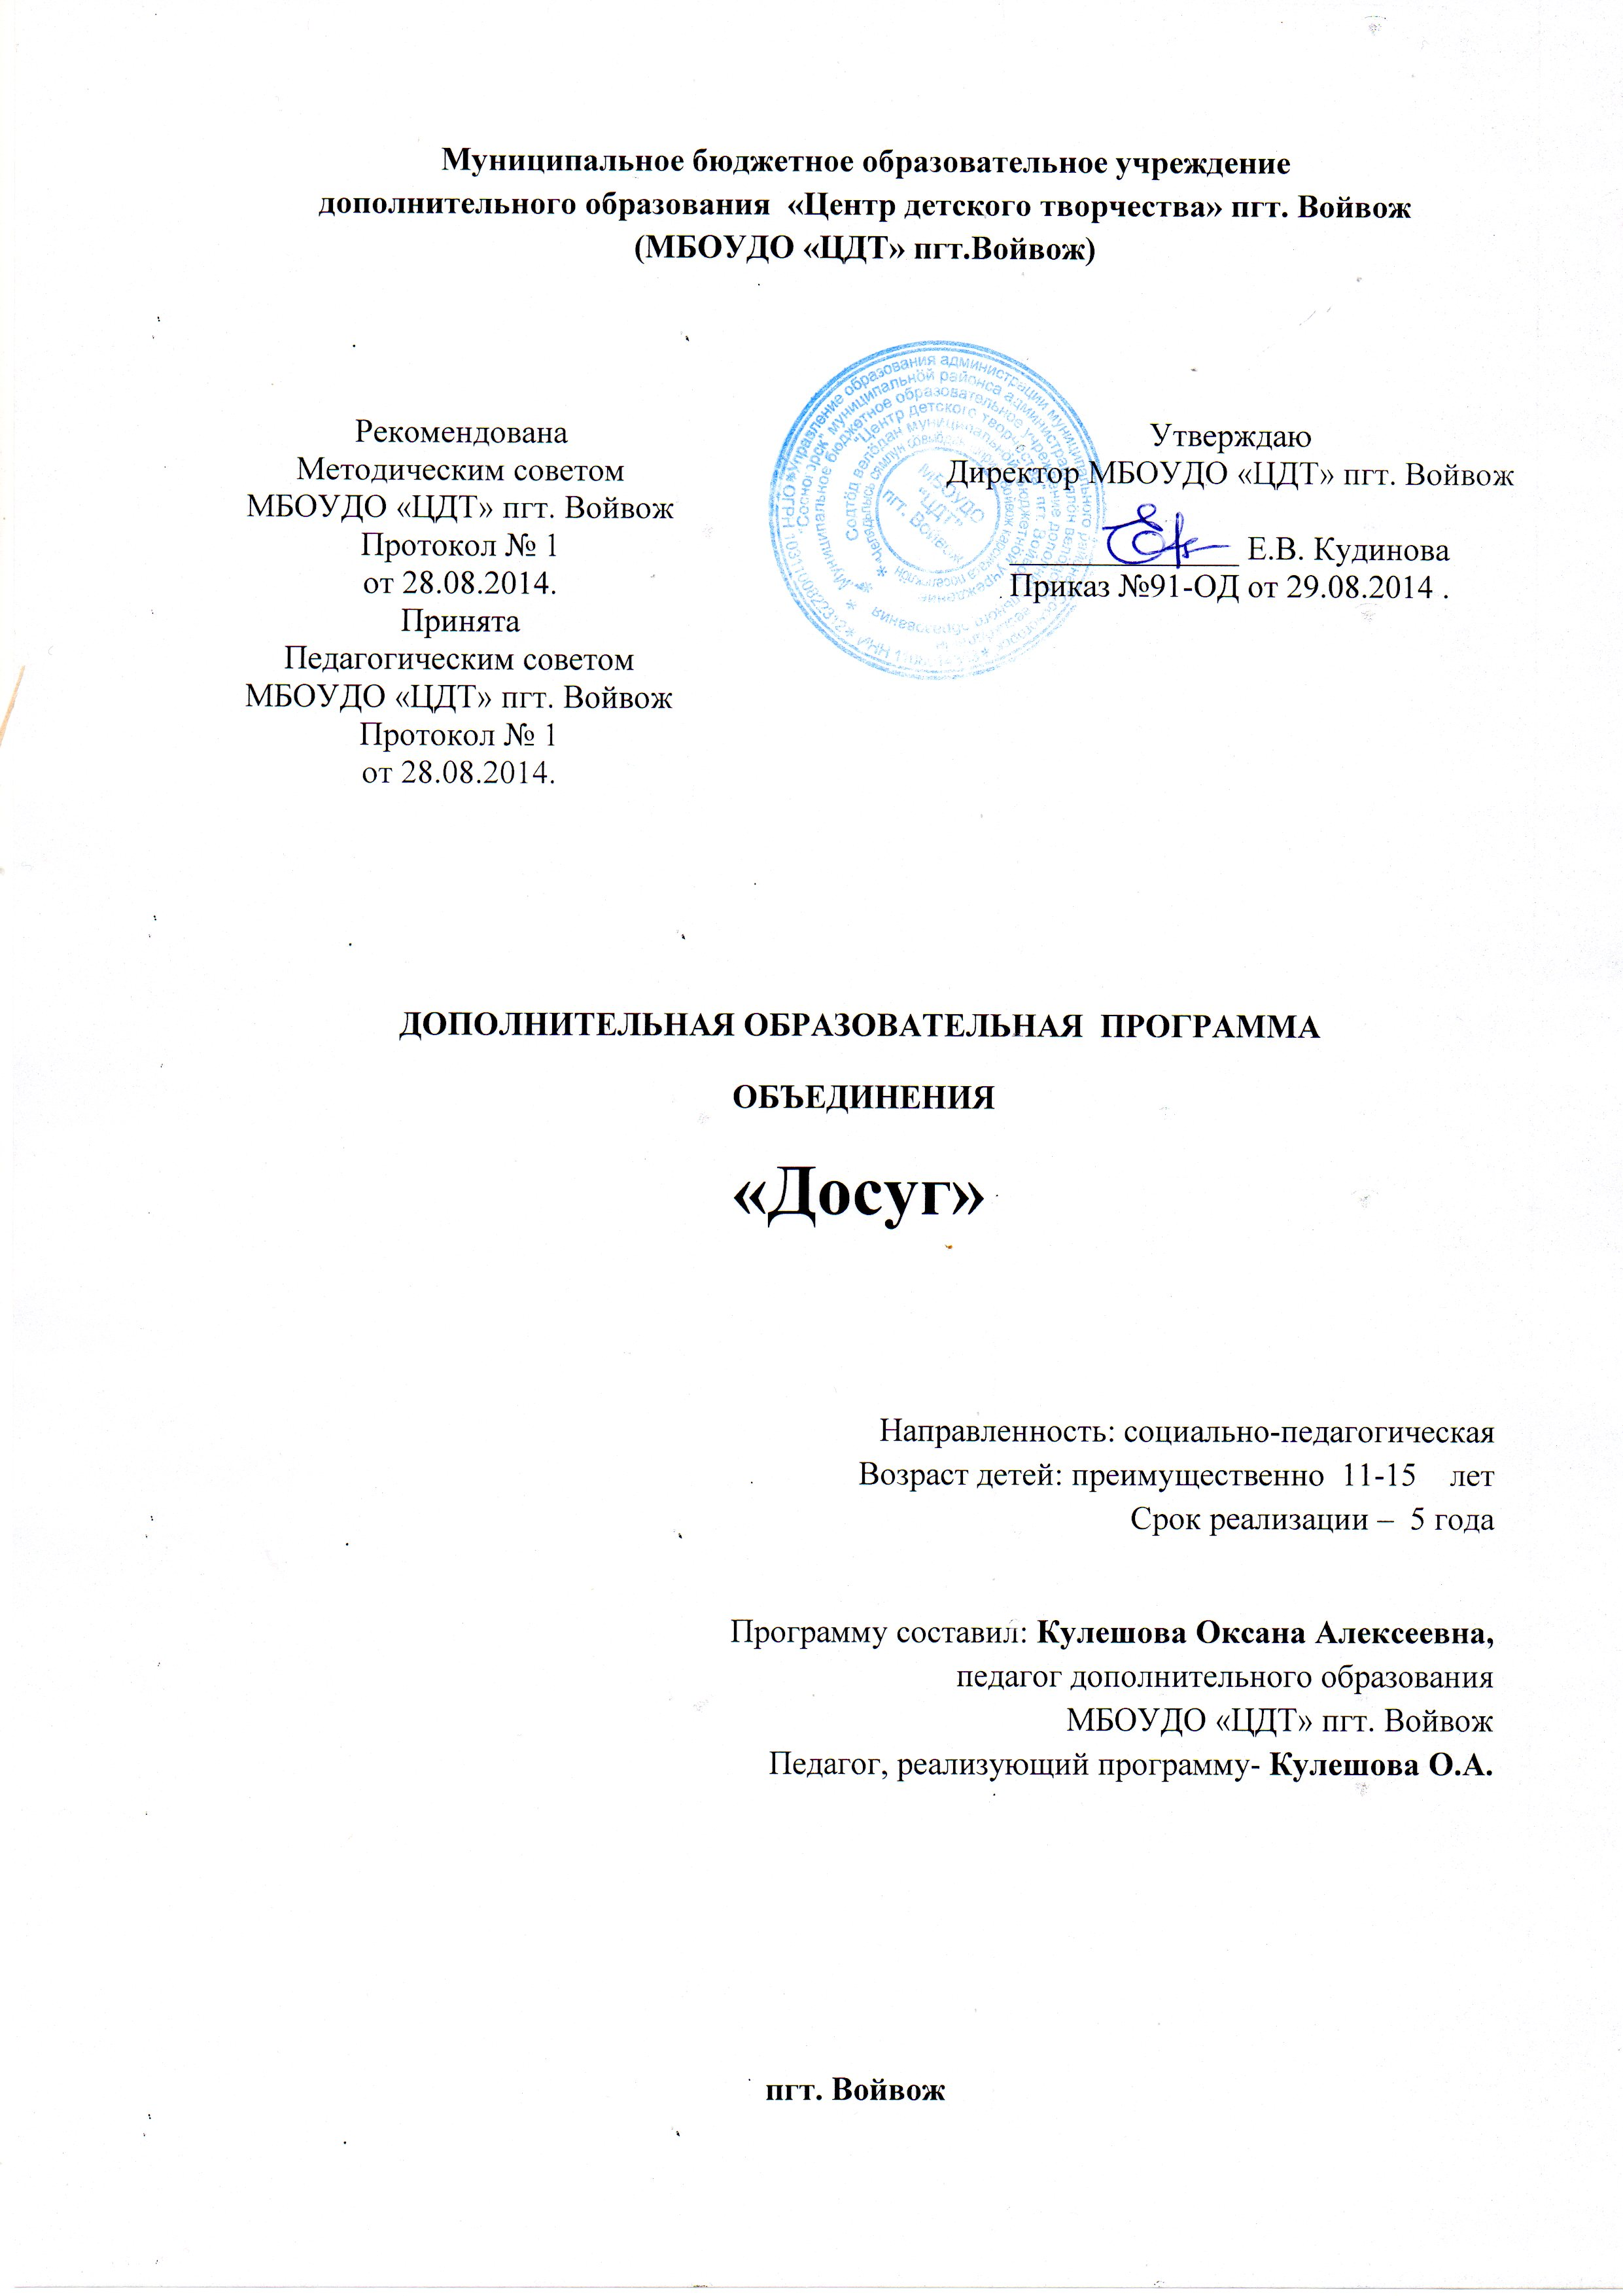 Муниципальное бюджетное образовательное учреждение
дополнительного образования «Центр детского творчества» пгт. Войвож
(МБОУДО «ЦДТ» пгт.Войвож)
Рекомендована
Методическим советом
МБОУДО «ЦДТ» пгт. Войвож
Протокол № 1
от 28.08.2014.
Принята
Педагогическим советом
МБОУДО «ЦДТ» пгт. Войвож
Протокол № 1
от 28.08.2014.
МБОУДО
"ЦДТ"
пгт. Войвож
Утверждаю
Директор МБОУДО «ЦДТ» пгт. Войвож
Е.В. Кудинова
Приказ №91-ОД от 29.08.2014 .
ДОПОЛНИТЕЛЬНАЯ ОБРАЗОВАТЕЛЬНАЯ ПРОГРАММА
ОБЪЕДИНЕНИЯ
«Досуг»
Направленность: социально-педагогическая
Возраст детей: преимущественно 11-15 лет
Срок реализации – 5 года
Программу составил: Кулешова Оксана Алексеевна,
педагог дополнительного образования
МБОУДО «ЦДТ» пгт. Войвож
Педагог, реализующий программу- Кулешова О.А.
пгт. Войвож